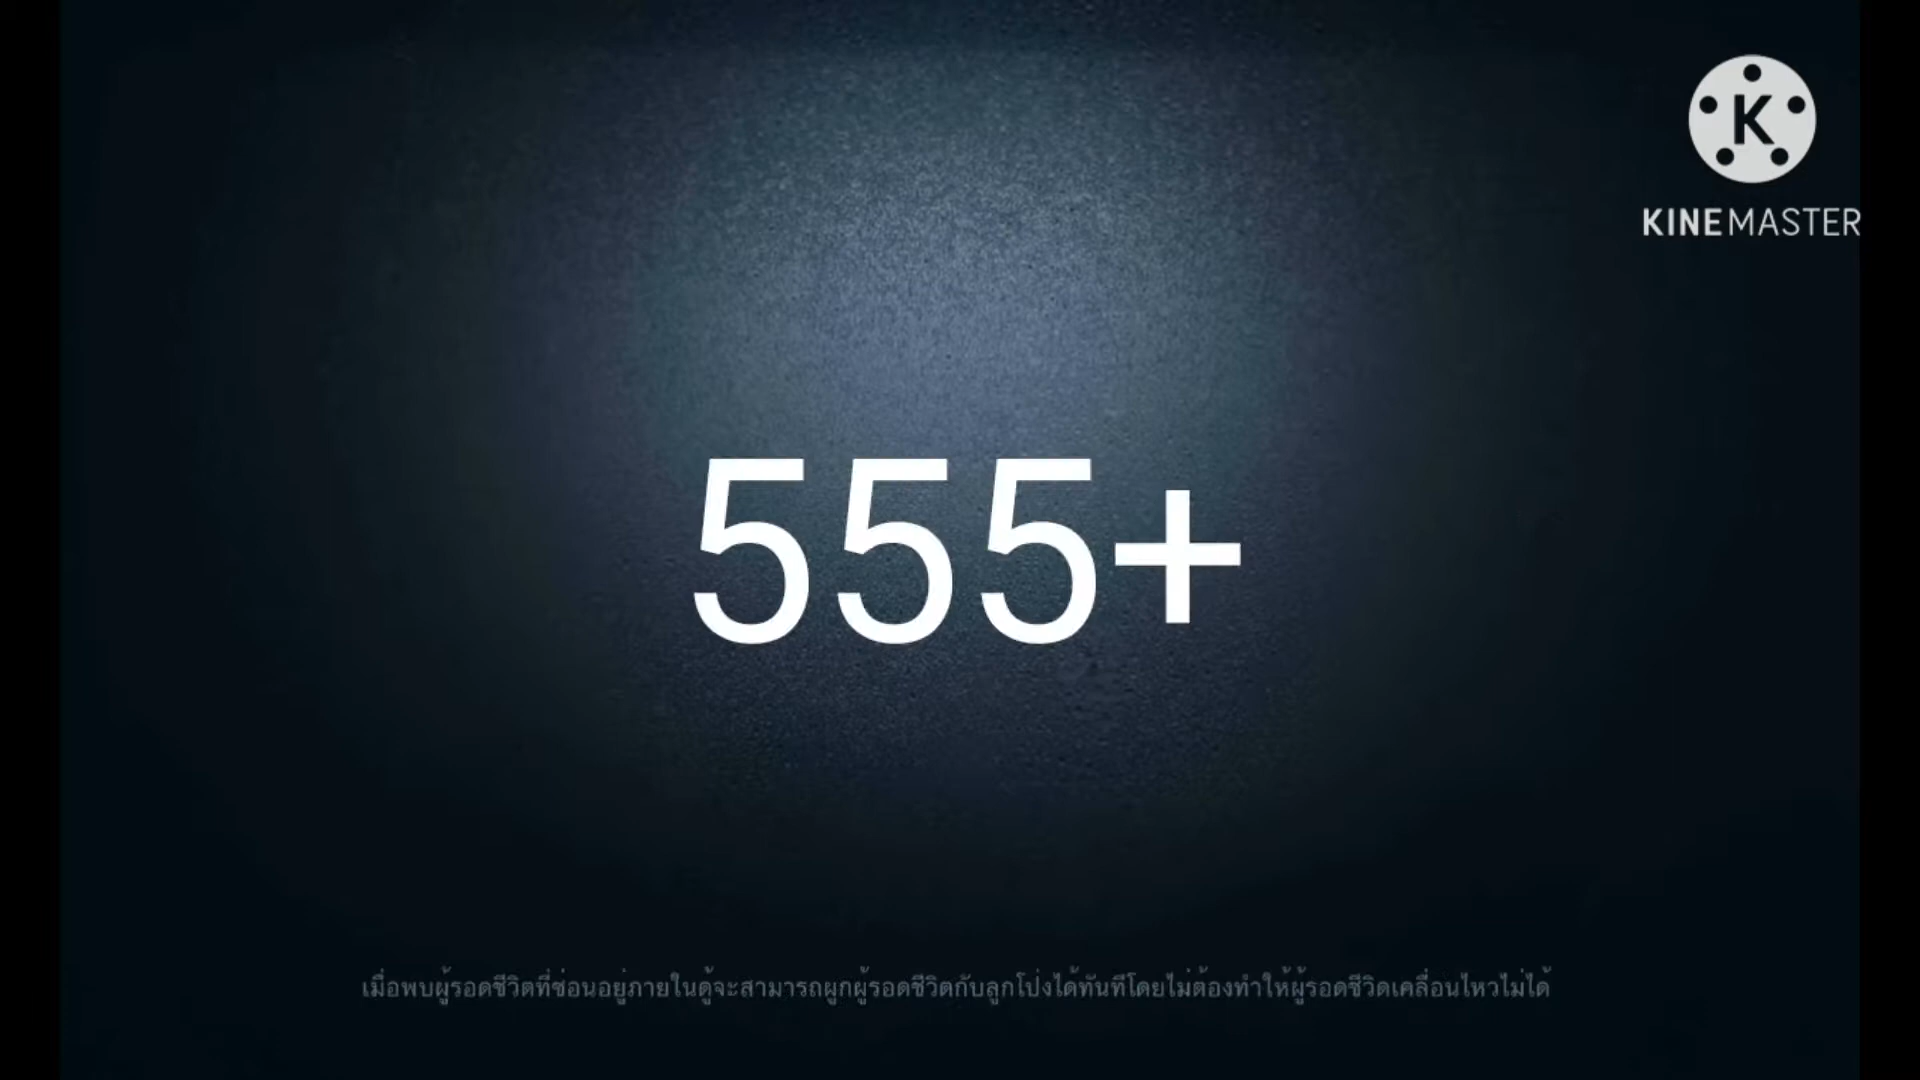 K
KINEMASTER
555+
เมื่อพบผู้รอดชีวิตที่ซ่อนอยู่ภายในตู้จะสามารถผูกผู้รอดชีวิตกับลูกโป่งได้ทันทีโดยไม่ต้องทำให้ผู้รอดชีวิตเคลื่อนไหวไม่ได้